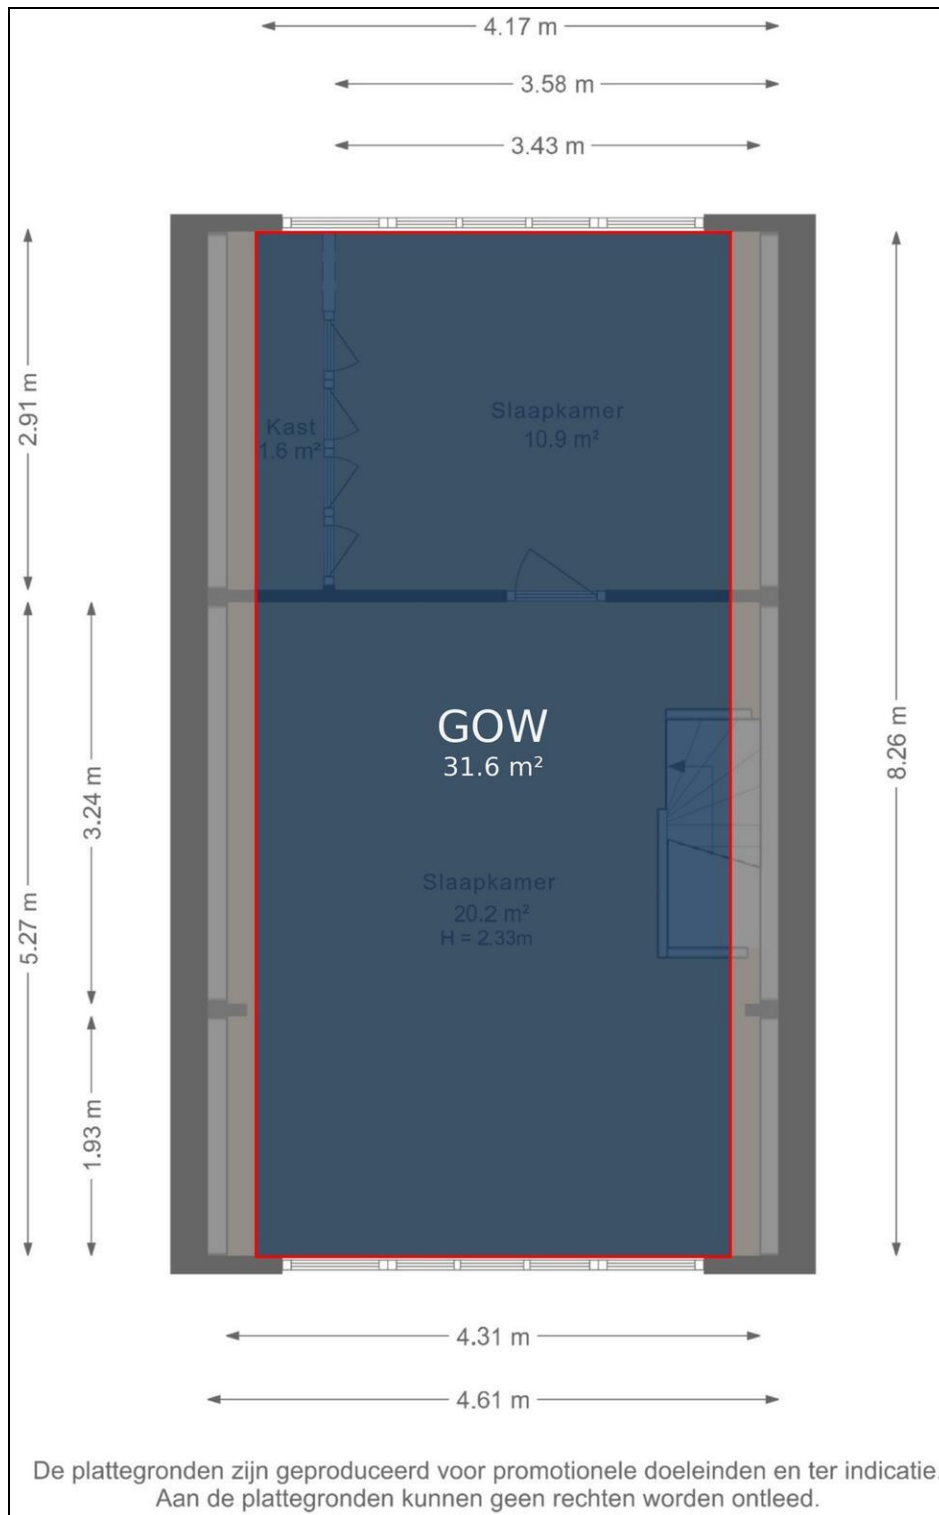 4.17 m
3.58 m
3.43 m
2.91 m
Kast
1.6 m²
Slaapkamer
10.9 m²
GOW
31.6 m²
8.26 m
3.24 m
5.27 m
Slaapkamer
20.2 m²
H = 2.33m
1.93 m
4.31 m
4.61 m
De plattegronden zijn geproduceerd voor promotionele doeleinden en ter indicatie.
Aan de plattegronden kunnen geen rechten worden ontleed.